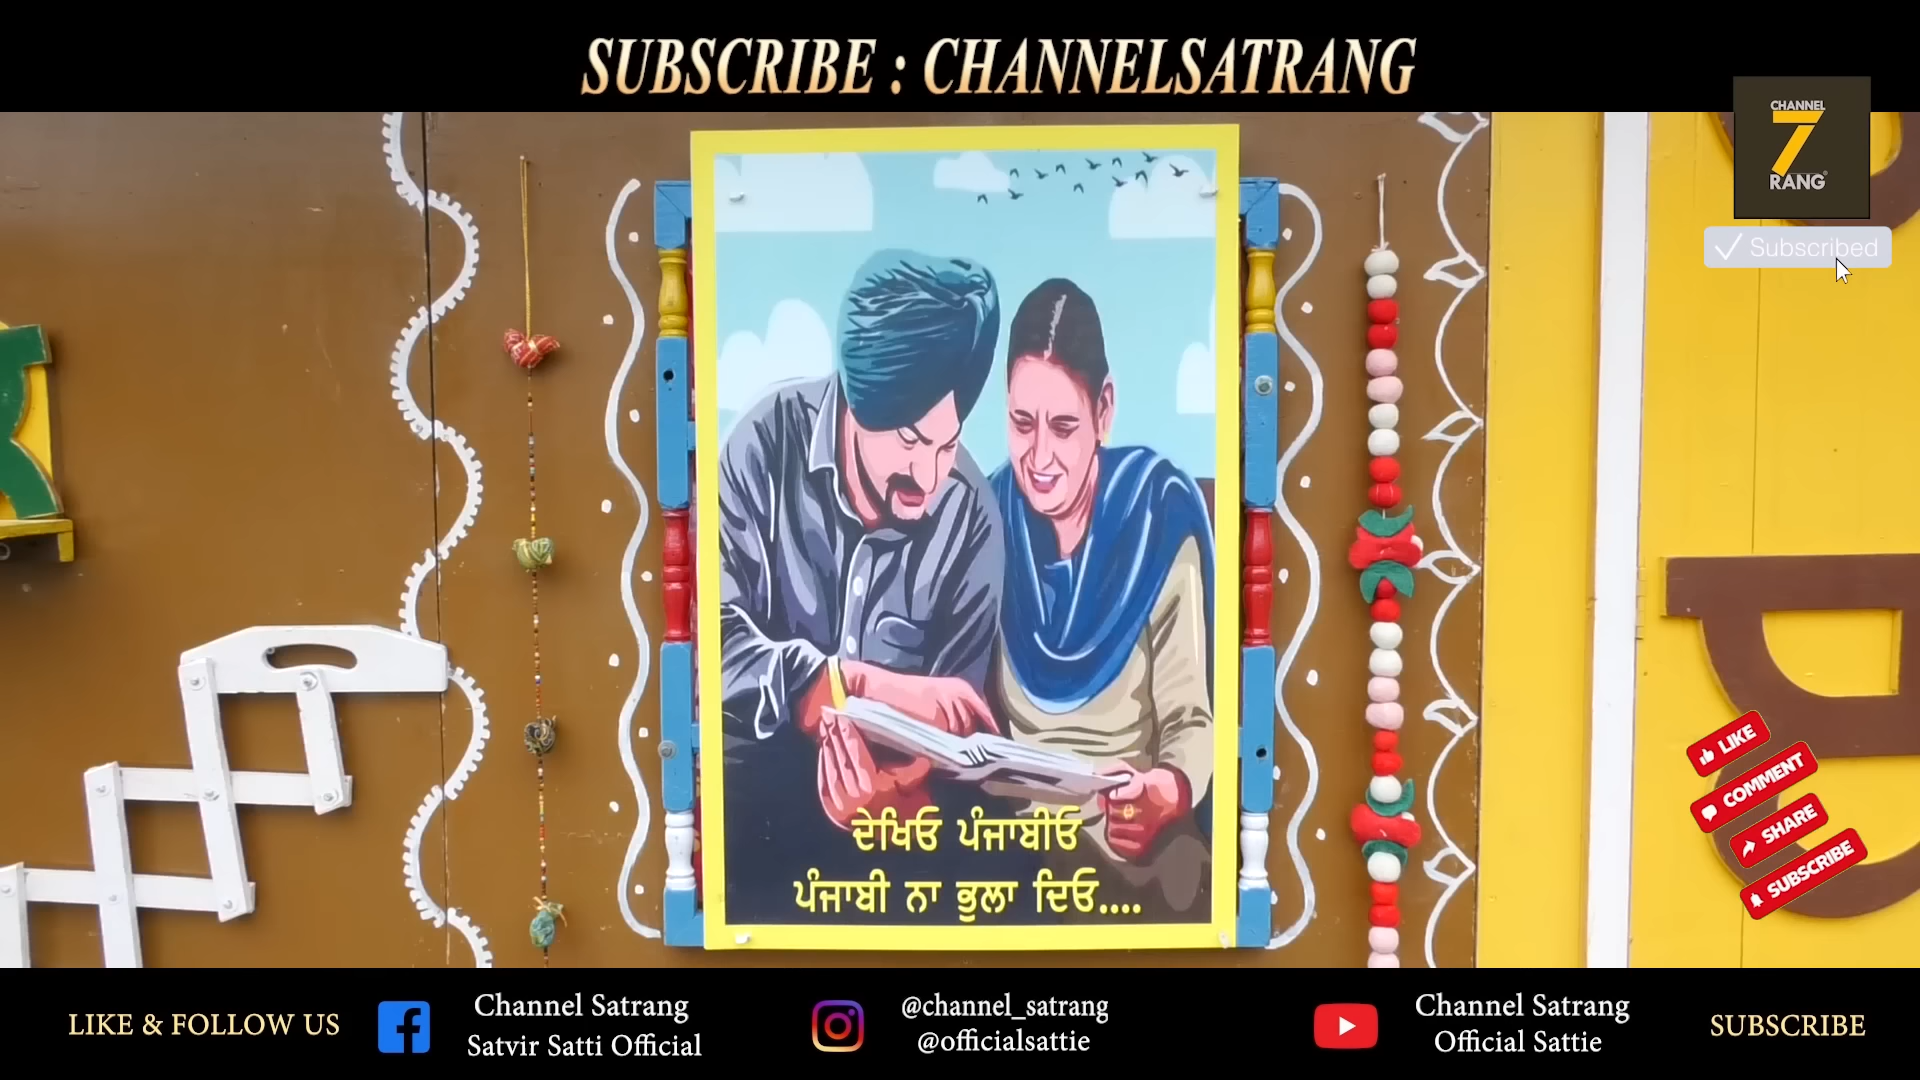 SUBSCRIBE : CHANNELSATRANG
CHANNEL
7
RANG
Subscribed
ਦੇਖਿਓ ਪੰਜਾਬੀਓ
ਪੰਜਾਬੀ ਨਾ ਭੁਲਾ ਦਿਓ....
LIKE
COMMENT
SHARE
SUBSCRIBE
LIKE & FOLLOW US
Channel Satrang
Satvir Satti Official
@channel_satrang
@officialsattie
Channel Satrang
Official Sattie
SUBSCRIBE